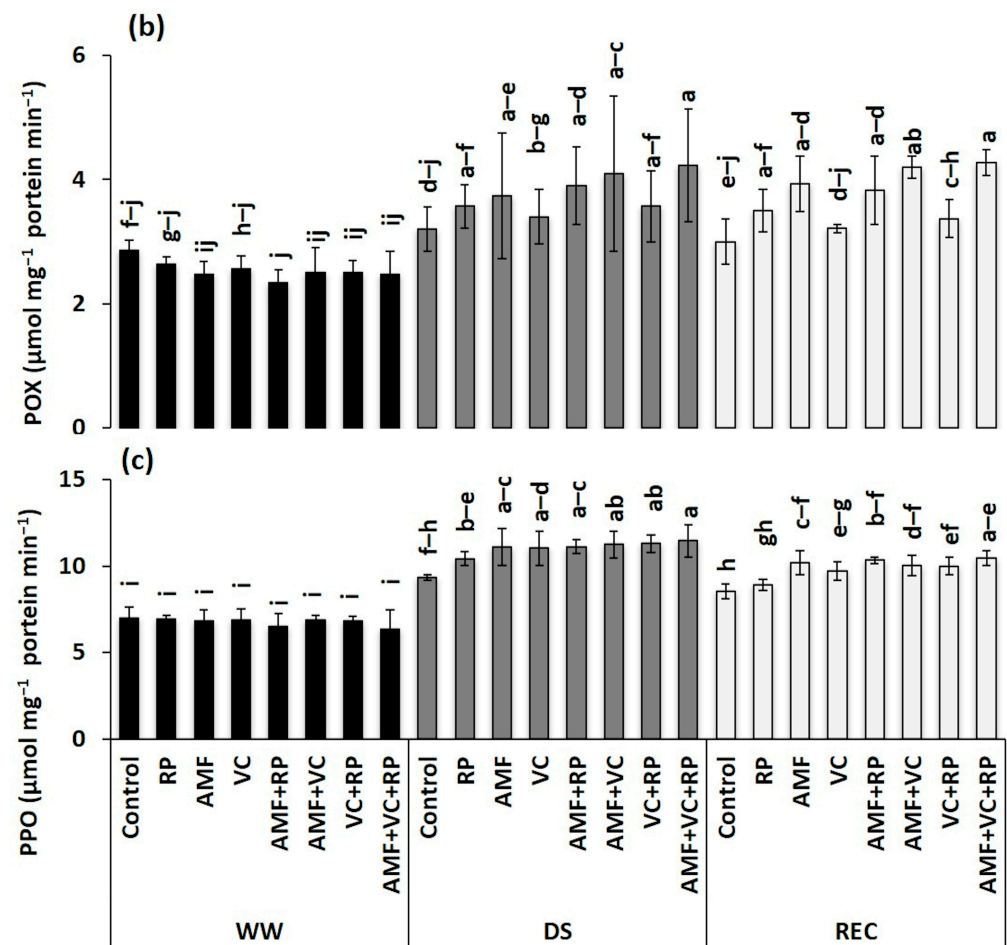 (b)
POX (µmol mg⁻¹ portein min⁻¹)
6
4
2
0
f–j
g–j
ij
h–j
j
ij
ij
ij
d–j
a–f
a–e
b–g
a–d
a–c
a–f
a
e–j
a–f
a–d
d–j
a–d
ab
c–h
a
(c)
PPO (µmol mg⁻¹ portein min⁻¹)
15
10
5
0
i
i
i
i
i
i
i
i
f–h
b–e
a–c
a–d
a–c
ab
ab
a
h
gh
c–f
e–g
b–f
d–f
ef
a–e
Control
RP
AMF
VC
AMF+RP
AMF+VC
VC+RP
AMF+VC+RP
Control
RP
AMF
VC
AMF+RP
AMF+VC
VC+RP
AMF+VC+RP
Control
RP
AMF
VC
AMF+RP
AMF+VC
VC+RP
AMF+VC+RP
WW
DS
REC